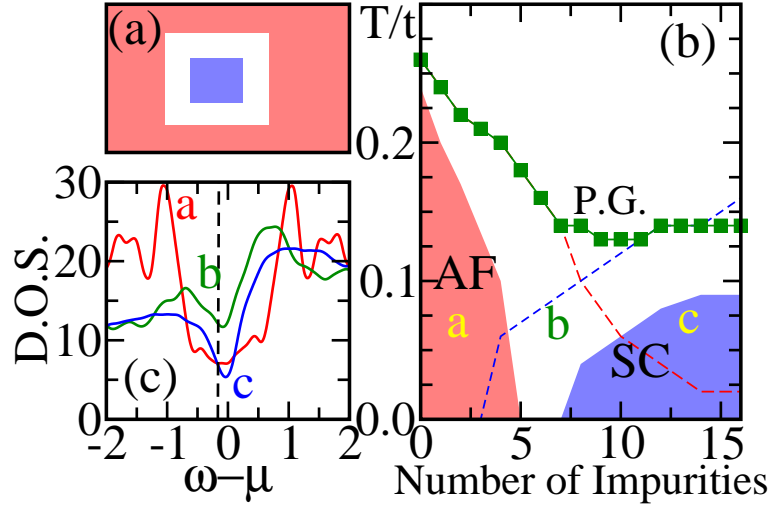 (a)
T/t
(b)
0.2
0.1
0.0
P.G.
AF
SC
a
b
c
0
5
10
15
Number of Impurities
30
20
10
0
D.O.S.
a
b
c
(c)
-2
-1
0
1
2
ω−μ